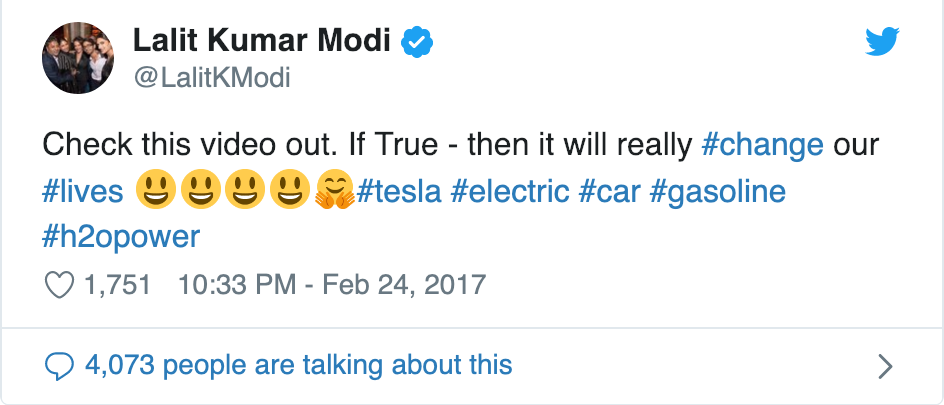 Lalit Kumar Modi
@LalitKModi
Check this video out. If True - then it will really #change our
#lives 😃😃😃😃🤗#tesla #electric #car #gasoline
#h2opower
1,751 10:33 PM - Feb 24, 2017
4,073 people are talking about this